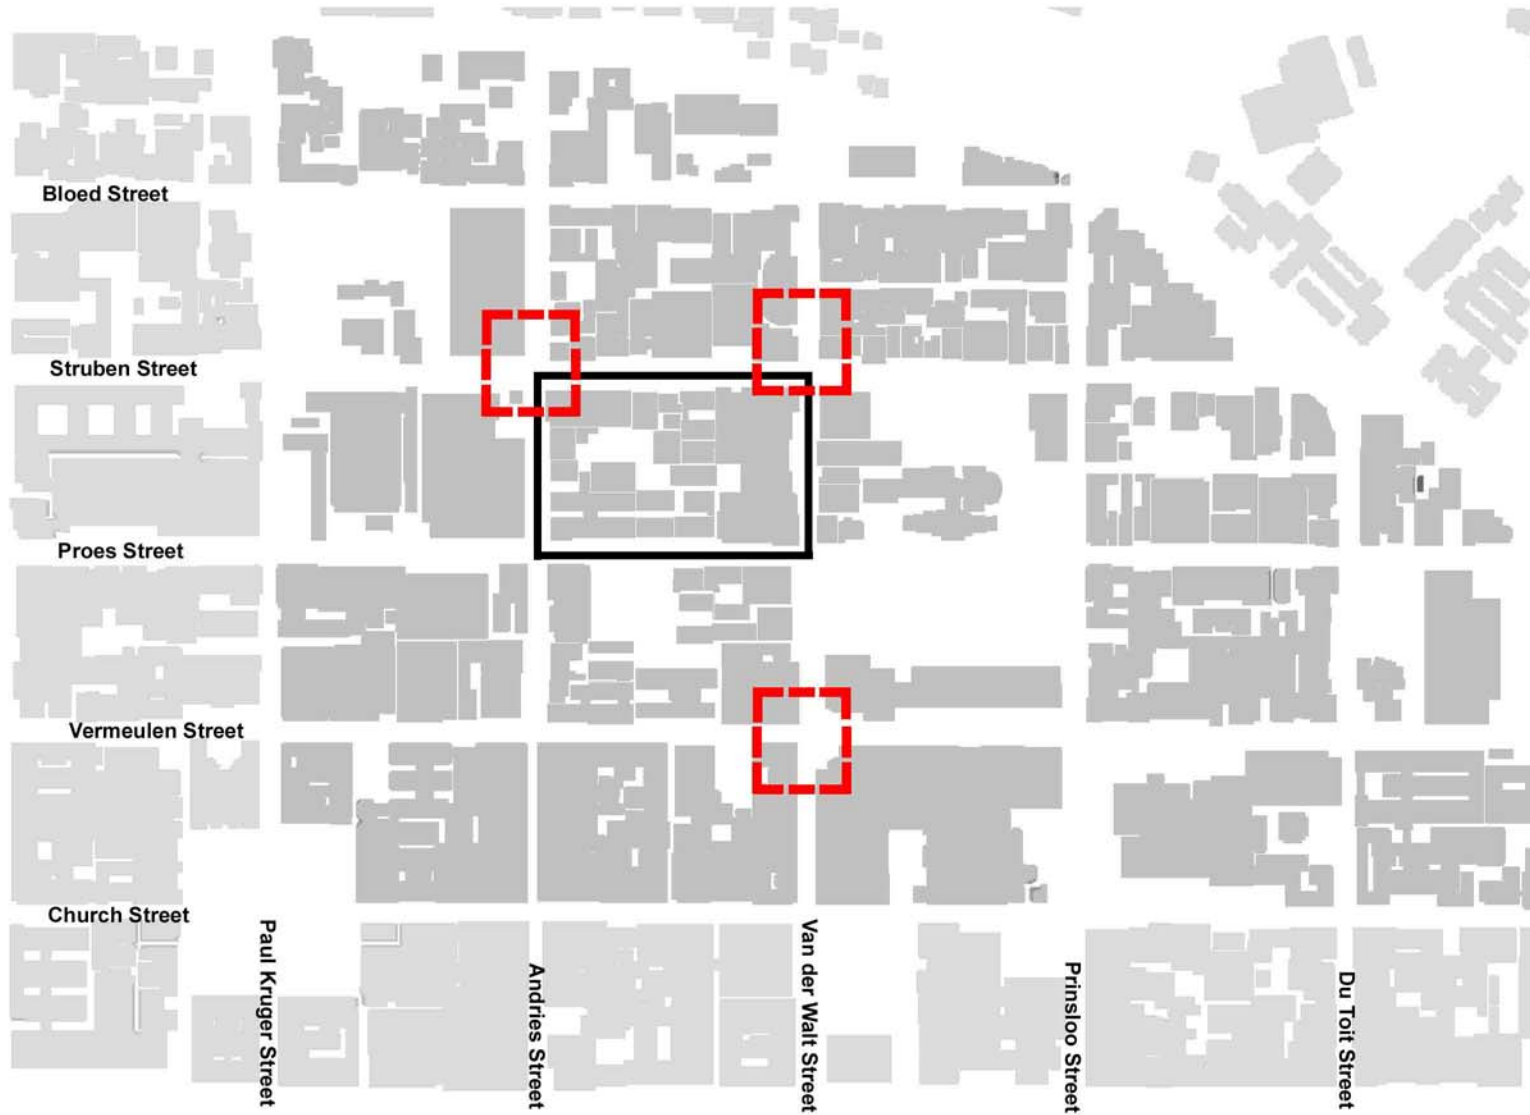 Bloed Street
Struben Street
Proes Street
Vermeulen Street
Church Street
Paul Kruger Street
Andries Street
Van der Walt Street
Prinsloo Street
Du Toit Street